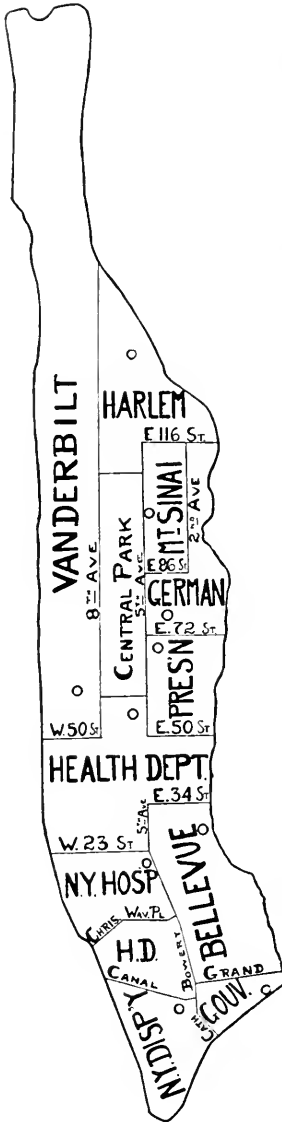 VANDERBILT
HARLEM
E 116 ST.
MT SINAI
2ND AVE
8TH AVE
CENTRAL PARK
5TH AVE
E 86 ST
GERMAN
E. 72 ST.
PRES'N
W. 50 ST
E. 50 ST
HEALTH DEPT.
E. 34 ST
5TH AVE
W. 23 ST
BELLEVUE
N.Y. HOSP
CHRIS.
WAV. PL
H.D.
BOWERY
CANAL
GRAND
GOUV.
CATH
N.Y. DISP'Y